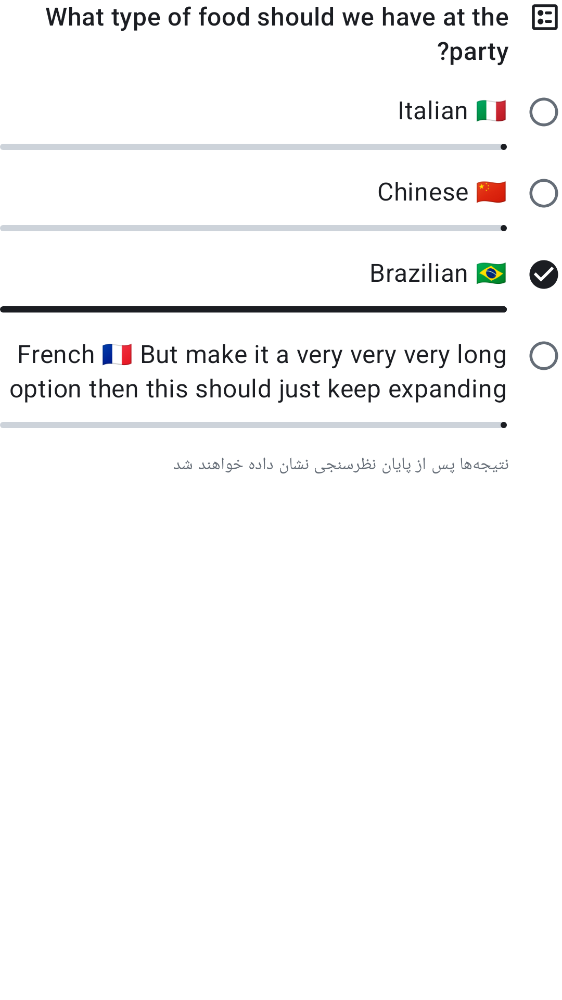 What type of food should we have at the
party?
Italian 🇮🇹
Chinese 🇨🇳
Brazilian 🇧🇷
French 🇫🇷 But make it a very very very long
option then this should just keep expanding
نتیجه‌ها پس از پایان نظرسنجی نشان داده خواهند شد